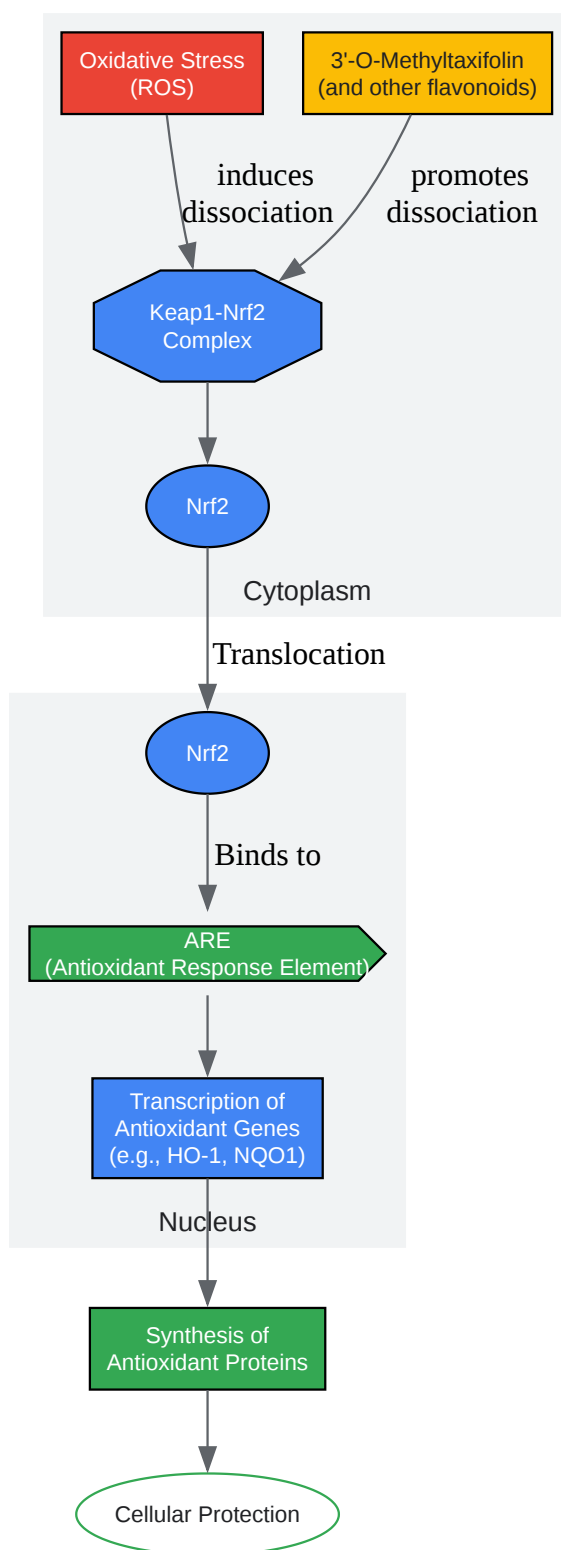 Oxidative Stress
(ROS)
3'-O-Methyltaxifolin
(and other flavonoids)
induces
dissociation
promotes
dissociation
Keap1-Nrf2
Complex
Nrf2
Cytoplasm
Translocation
Nrf2
Binds to
ARE
(Antioxidant Response Element)
Transcription of
Antioxidant Genes
(e.g., HO-1, NQO1)
Nucleus
Synthesis of
Antioxidant Proteins
Cellular Protection